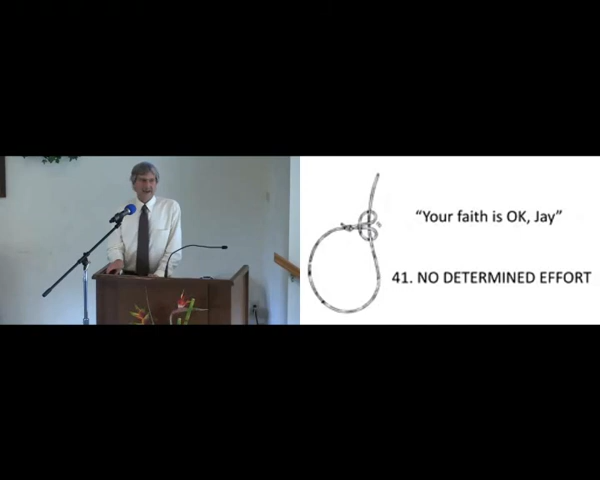 “Your faith is OK, Jay”
41. NO DETERMINED EFFORT